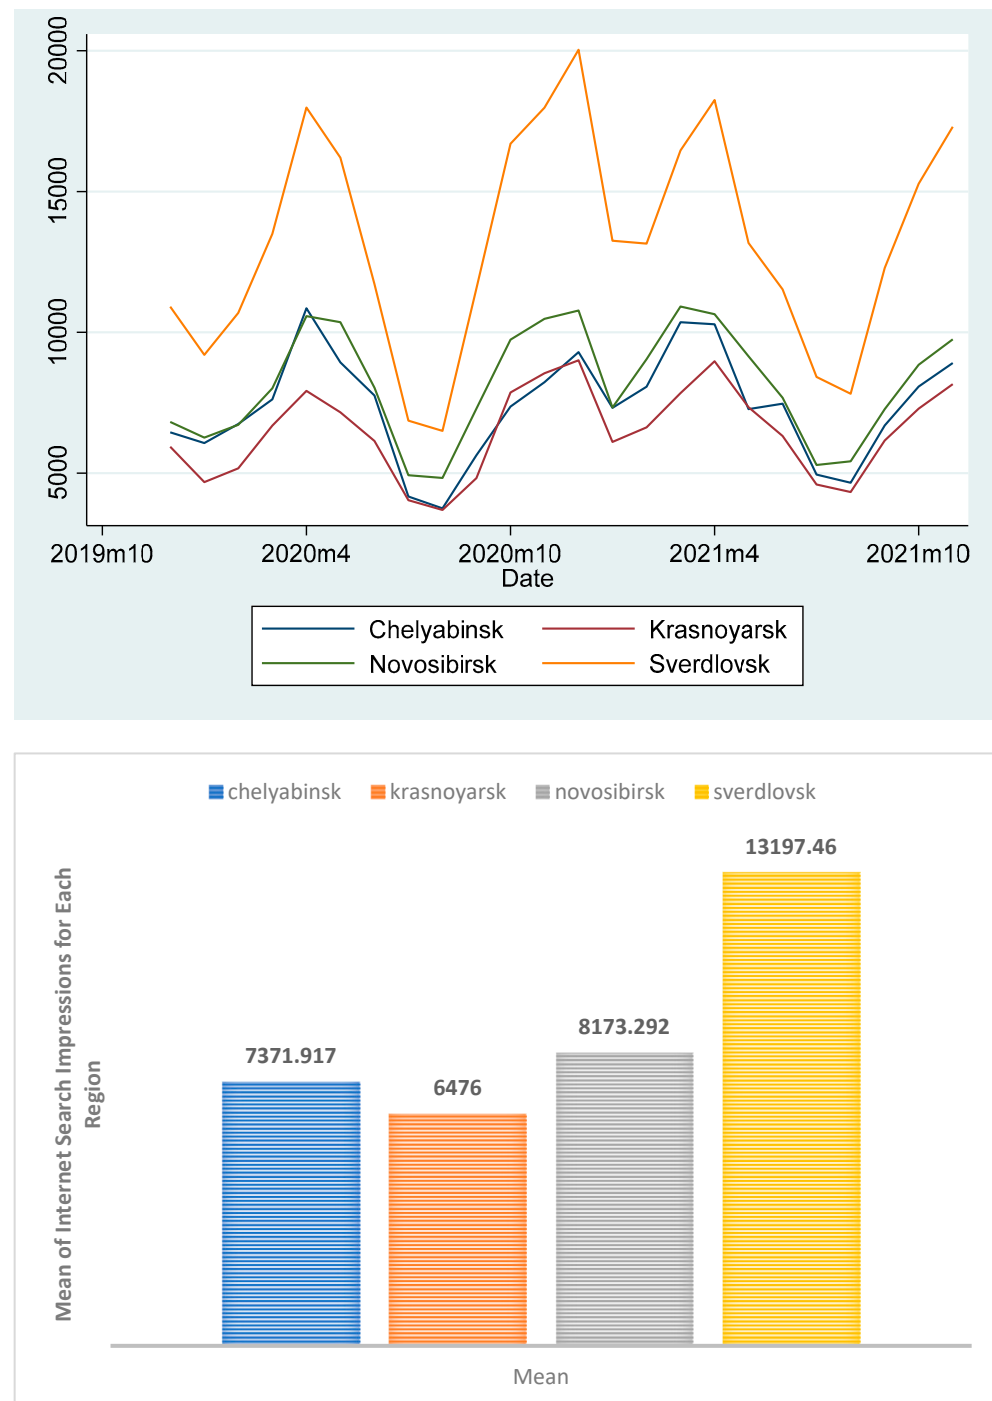 20000
15000
10000
5000
2019m10 2020m4 2020m10 2021m4 2021m10
Date
Chelyabinsk Krasnoyarsk
Novosibirsk Sverdlovsk
chelyabinsk krasnoyarsk novosibirsk sverdlovsk
13197.46
8173.292
7371.917
6476
Mean of Internet Search Impressions for Each
Region
Mean